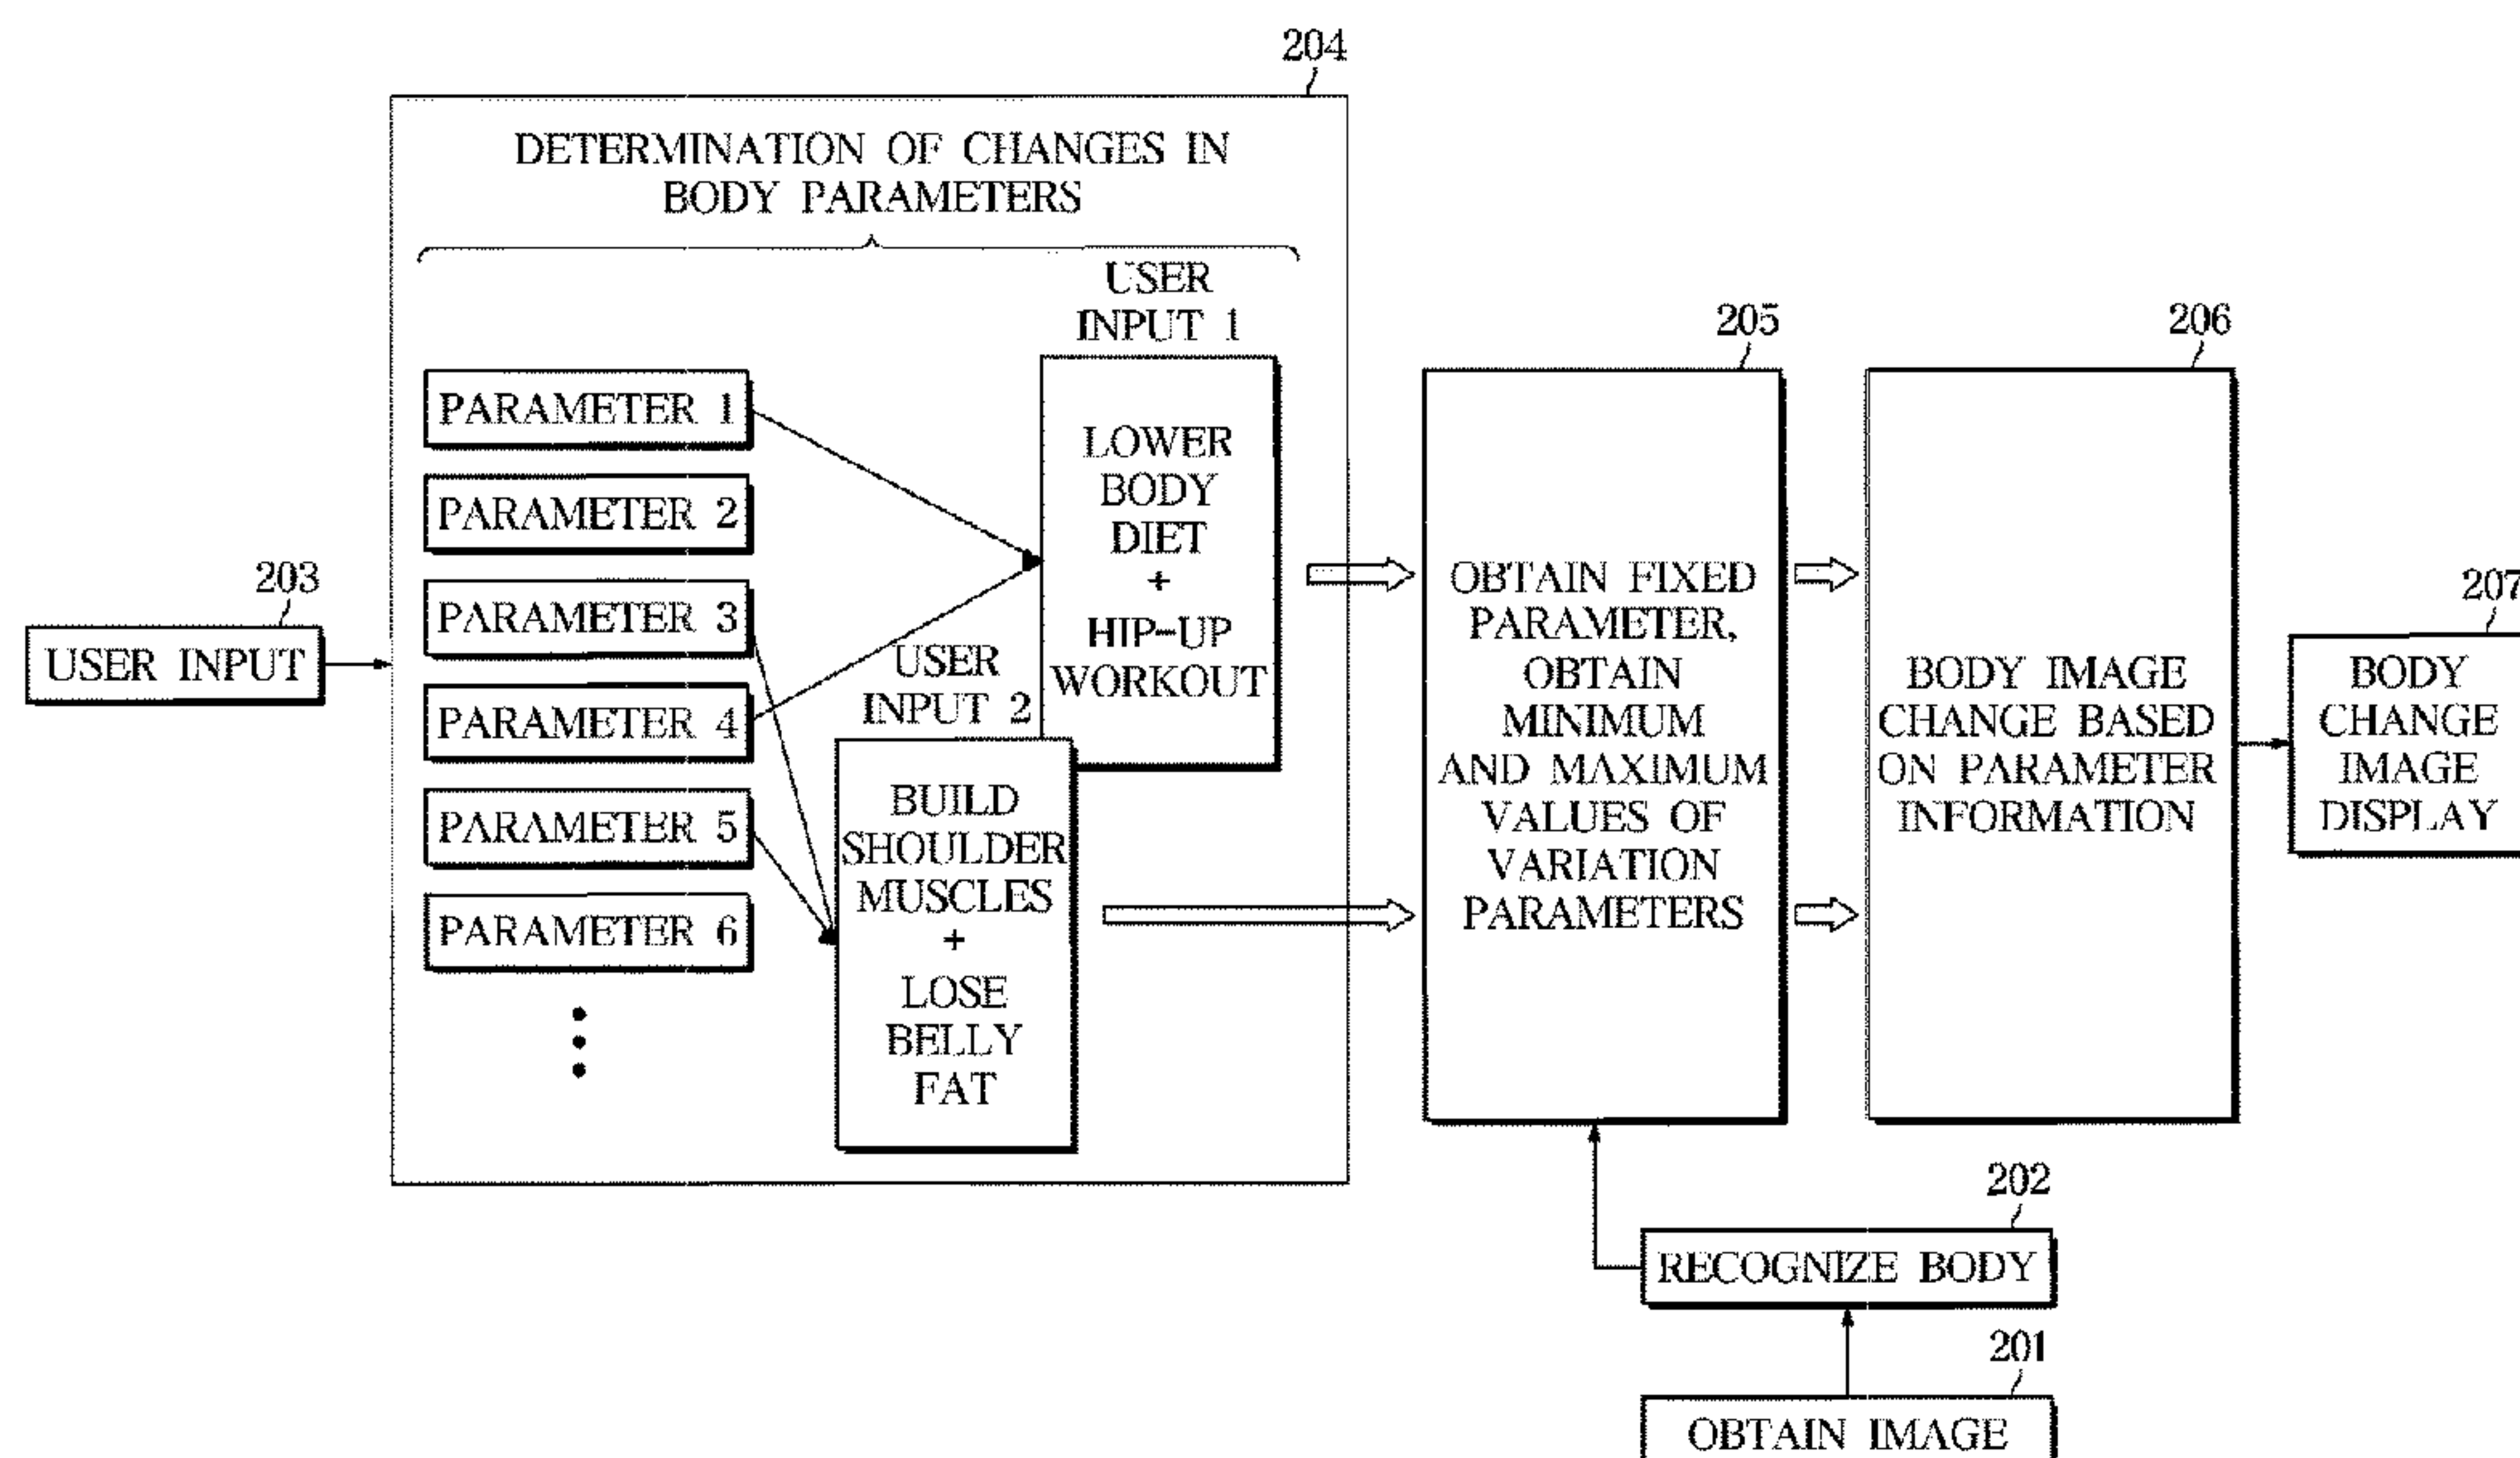 204
DETERMINATION OF CHANGES IN
BODY PARAMETERS
USER
INPUT 1
PARAMETER 1
PARAMETER 2
PARAMETER 3
PARAMETER 4
PARAMETER 5
PARAMETER 6
LOWER
BODY
DIET
+
HIP-UP
WORKOUT
USER
INPUT 2
BUILD
SHOULDER
MUSCLES
+
LOSE
BELLY
FAT
203
USER INPUT
205
OBTAIN FIXED
PARAMETER,
OBTAIN
MINIMUM
AND MAXIMUM
VALUES OF
VARIATION
PARAMETERS
206
BODY IMAGE
CHANGE BASED
ON PARAMETER
INFORMATION
207
BODY
CHANGE
IMAGE
DISPLAY
202
RECOGNIZE BODY
201
OBTAIN IMAGE